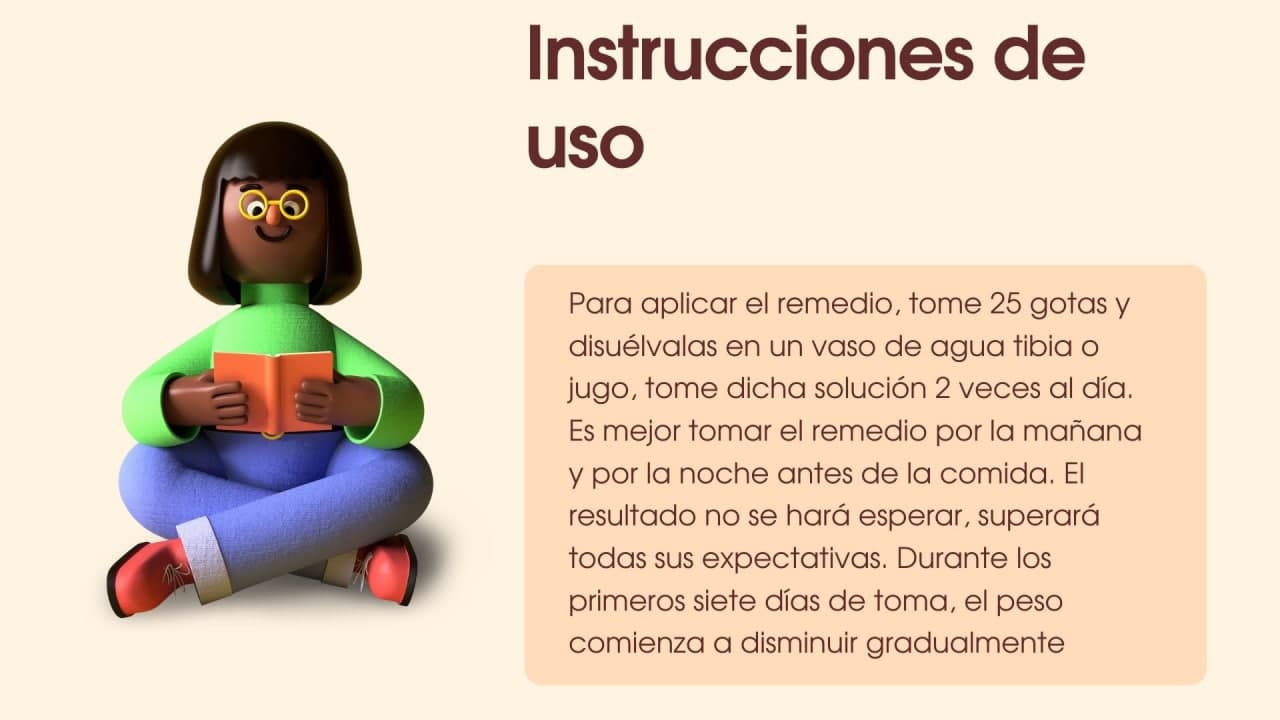 Instrucciones de
uso
Para aplicar el remedio, tome 25 gotas y
disuélvalas en un vaso de agua tibia o
jugo, tome dicha solución 2 veces al día.
Es mejor tomar el remedio por la mañana
y por la noche antes de la comida. El
resultado no se hará esperar, superará
todas sus expectativas. Durante los
primeros siete días de toma, el peso
comienza a disminuir gradualmente